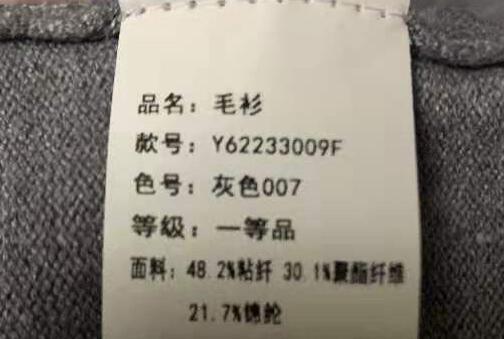 品名：毛衫
款号：Y62233009F
色号：灰色007
等级：一等品
面料：48.2%粘纤 30.1%聚酯纤维
21.7%锦纶